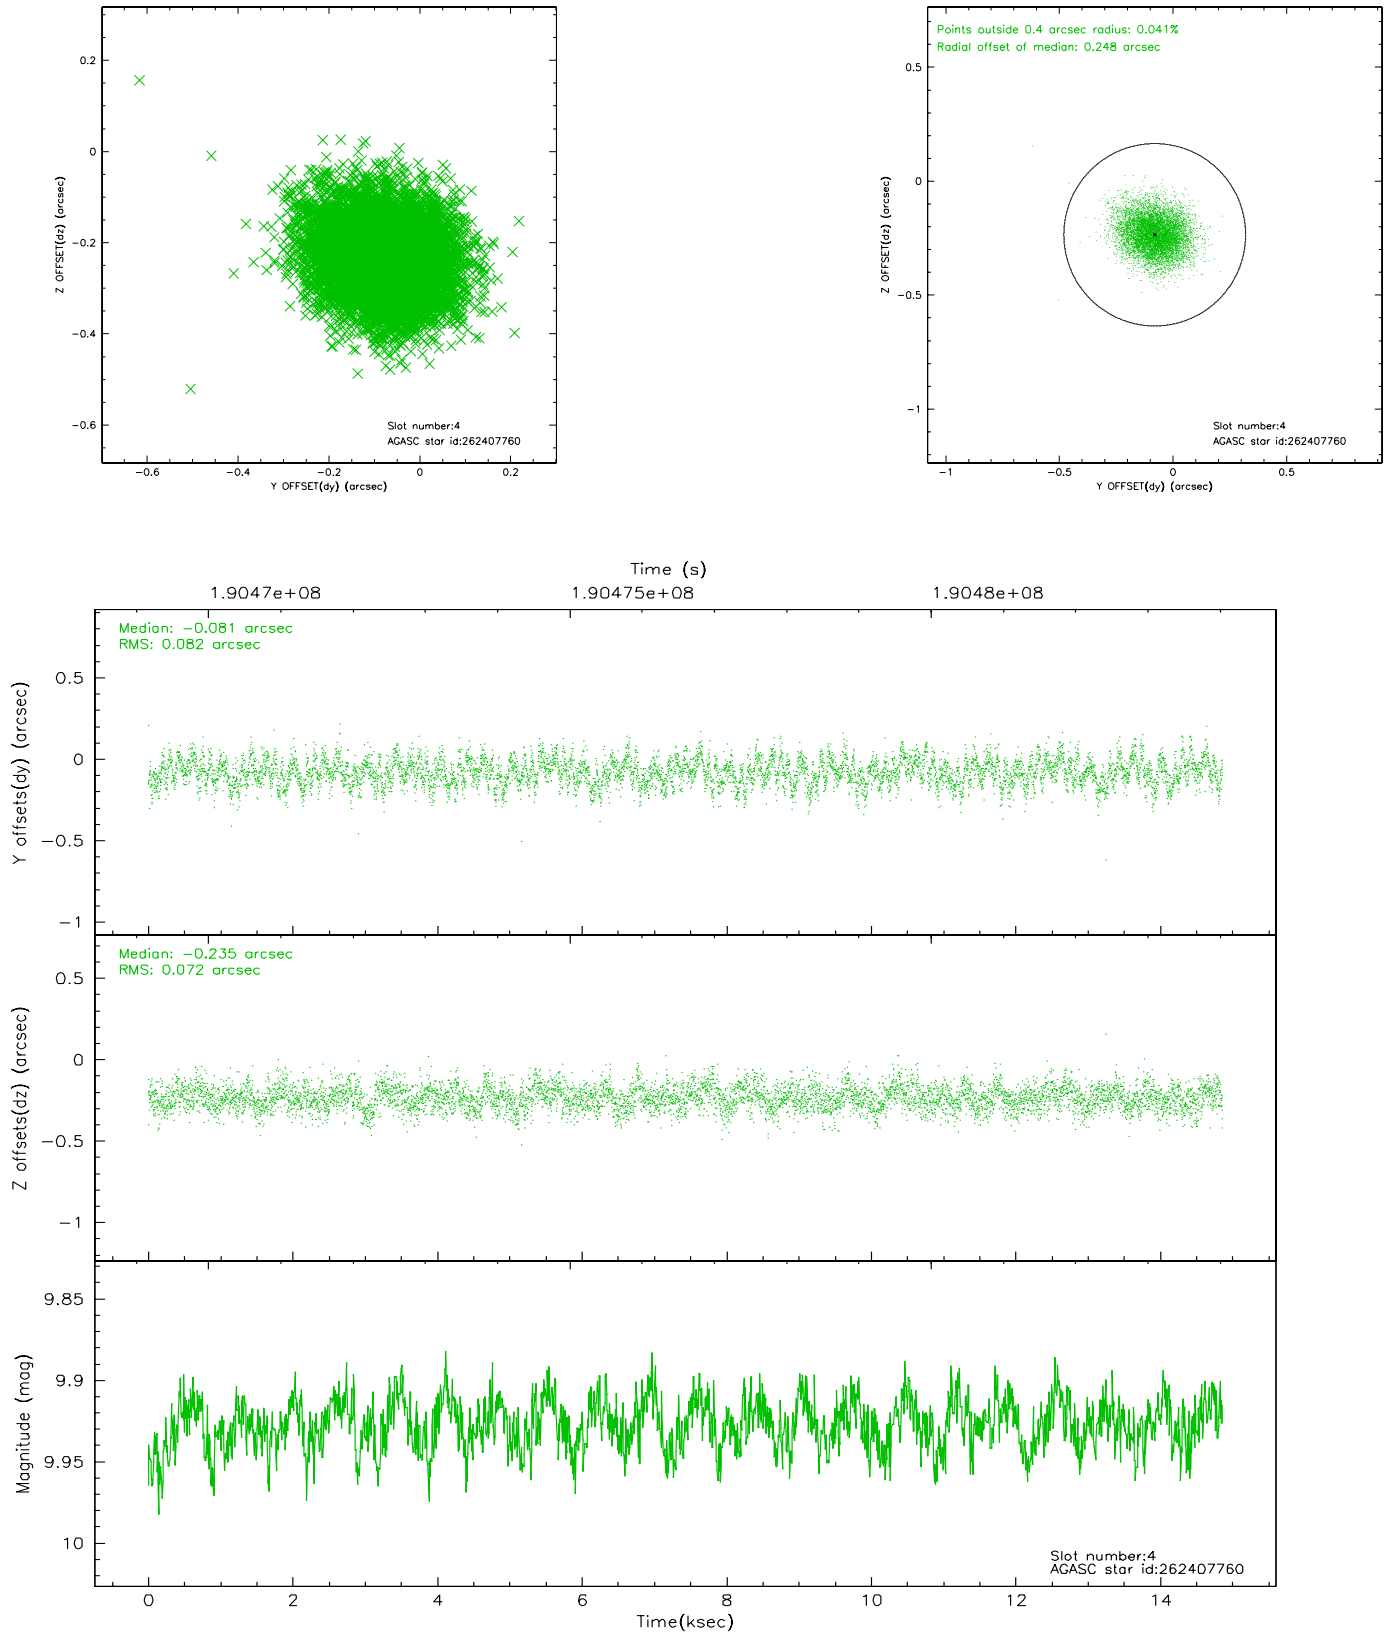 0.2
0
−0.2
−0.4
−0.6
Z OFFSET(dz) (arcsec)
−0.6
−0.4
−0.2
0
0.2
Y OFFSET(dy) (arcsec)
Slot number:4
AGASC star id:262407760
Points outside 0.4 arcsec radius: 0.041%
Radial offset of median: 0.248 arcsec
0.5
0
−0.5
−1
Z OFFSET(dz) (arcsec)
−1
−0.5
0
0.5
Y OFFSET(dy) (arcsec)
Slot number:4
AGASC star id:262407760
Time (s)
1.9047e+08
1.90475e+08
1.9048e+08
Median: −0.081 arcsec
RMS: 0.082 arcsec
0.5
0
−0.5
−1
Y offsets(dy) (arcsec)
Median: −0.235 arcsec
RMS: 0.072 arcsec
0.5
0
−0.5
−1
Z offsets(dz) (arcsec)
9.85
9.9
9.95
10
Magnitude (mag)
Slot number:4
AGASC star id:262407760
0
2
4
6
8
10
12
14
Time(ksec)